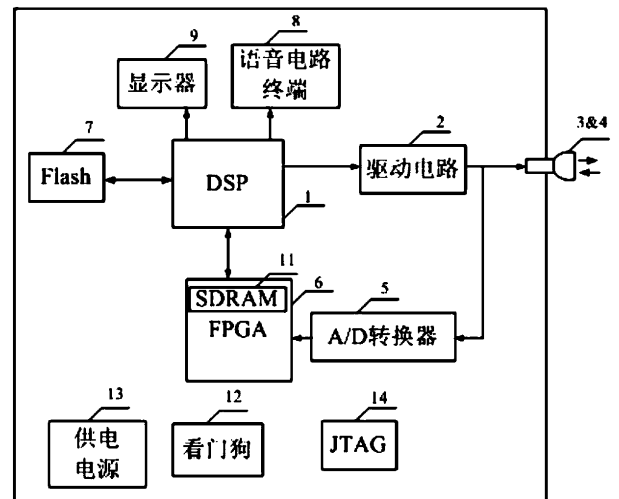 9
8
显示器
语音电路
终端
7
2
3&4
Flash
DSP
驱动电路
1
11
6
5
SDRAM
FPGA
A/D转换器
13
12
14
供电
电源
看门狗
JTAG